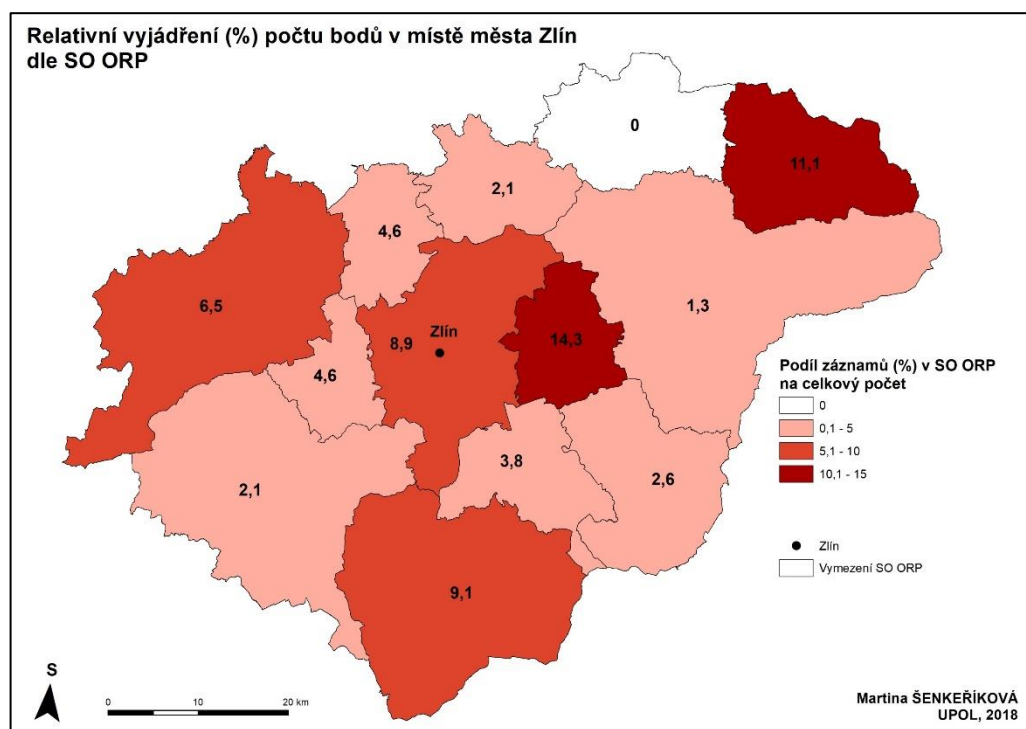 Relativní vyjádření (%) počtu bodů v místě města Zlín
dle SO ORP
0
11,1
2,1
4,6
6,5
1,3
Zlín
8,9
14,3
4,6
3,8
2,6
2,1
9,1
Podíl záznamů (%) v SO ORP
na celkový počet
0
0,1 - 5
5,1 - 10
10,1 - 15
Zlín
Vymezení SO ORP
S
0 10 20 km
Martina ŠENKEŘÍKOVÁ
UPOL, 2018